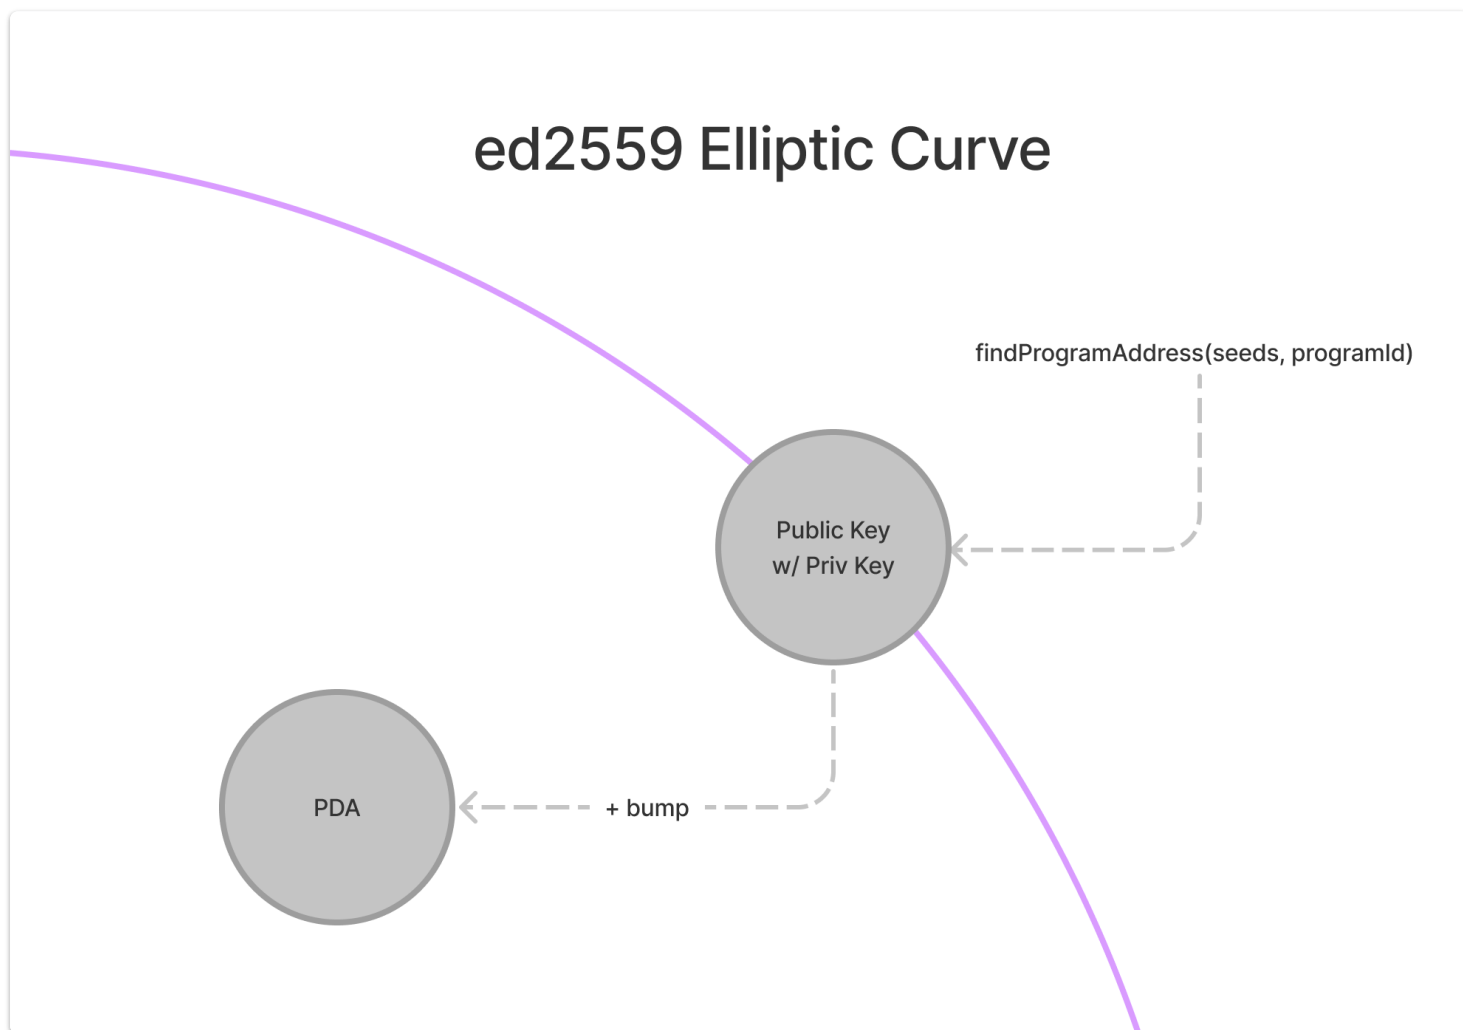 ed2559 Elliptic Curve
findProgramAddress(seeds, programId)
Public Key
w/ Priv Key
+ bump
PDA